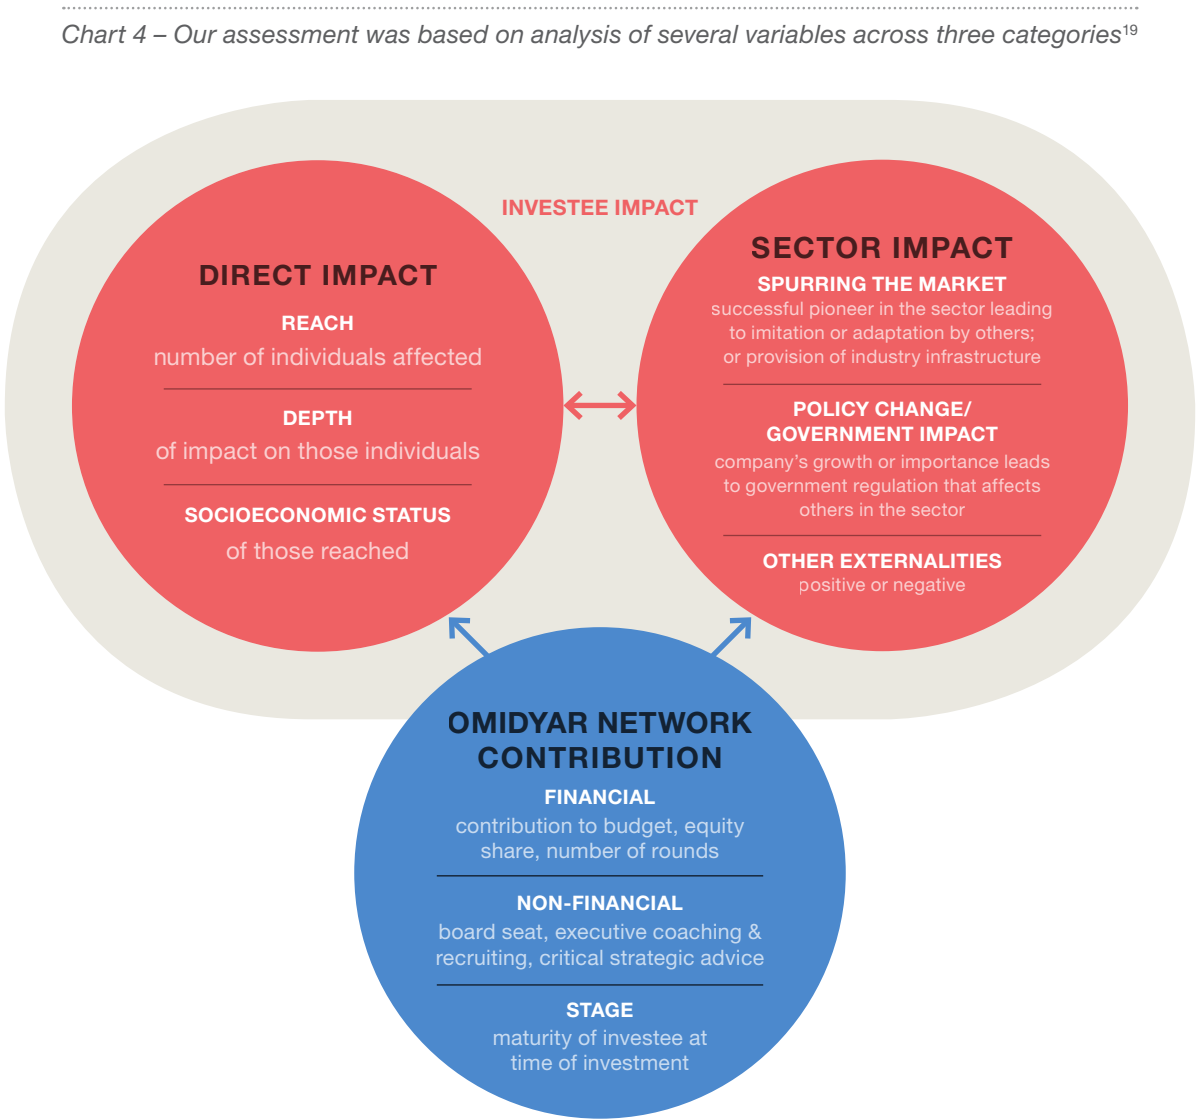 Chart 4 – Our assessment was based on analysis of several variables across three categories¹⁹
INVESTEE IMPACT
DIRECT IMPACT
REACH
number of individuals affected
DEPTH
of impact on those individuals
SOCIOECONOMIC STATUS
of those reached
SECTOR IMPACT
SPURRING THE MARKET
successful pioneer in the sector leading
to imitation or adaptation by others;
or provision of industry infrastructure
POLICY CHANGE/
GOVERNMENT IMPACT
company's growth or importance leads
to government regulation that affects
others in the sector
OTHER EXTERNALITIES
positive or negative
OMIDYAR NETWORK
CONTRIBUTION
FINANCIAL
contribution to budget, equity
share, number of rounds
NON-FINANCIAL
board seat, executive coaching &
recruiting, critical strategic advice
STAGE
maturity of investee at
time of investment